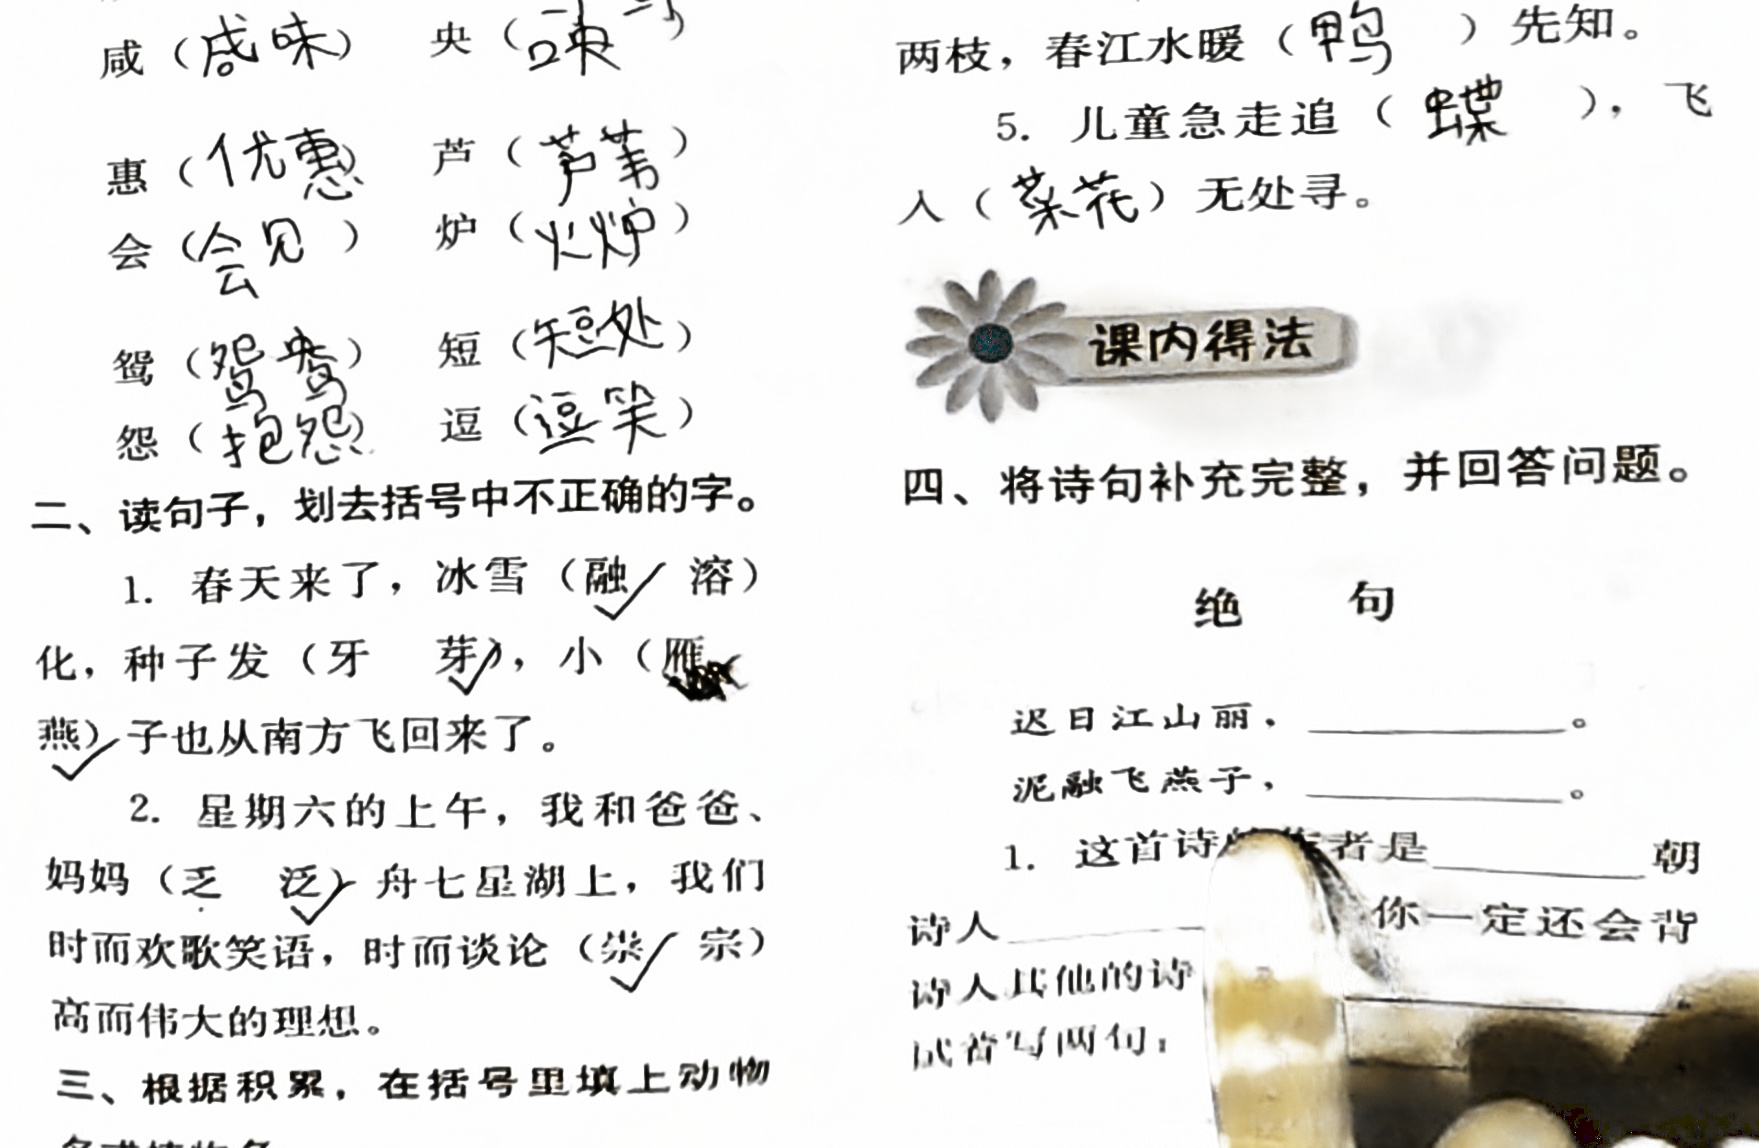 咸（咸味） 央（
惠（优惠） 芦（芦苇）
会（会见） 炉（火炉）
鸳（鸳鸯） 短（短处）
怨（抱怨） 逗（逗笑）
二、读句子，划去括号中不正确的字。
1. 春天来了，冰雪（融 溶）
化，种子发（牙 芽），小（雁
燕）子也从南方飞回来了。
2. 星期六的上午，我和爸爸、
妈妈（乏 泛）舟七星湖上，我们
时而欢歌笑语，时而谈论（崇 宗）
高而伟大的理想。
三、根据积累，在括号里填上动物
两枝，春江水暖（鸭）先知。
5. 儿童急走追（蝶），飞
入（菜花）无处寻。
课内得法
四、将诗句补充完整，并回答问题。
绝 句
迟日江山丽，________。
泥融飞燕子，________。
1. 这首诗 作者是________朝
诗人________ 你一定还会背
诗人其他的诗
试着写两句：